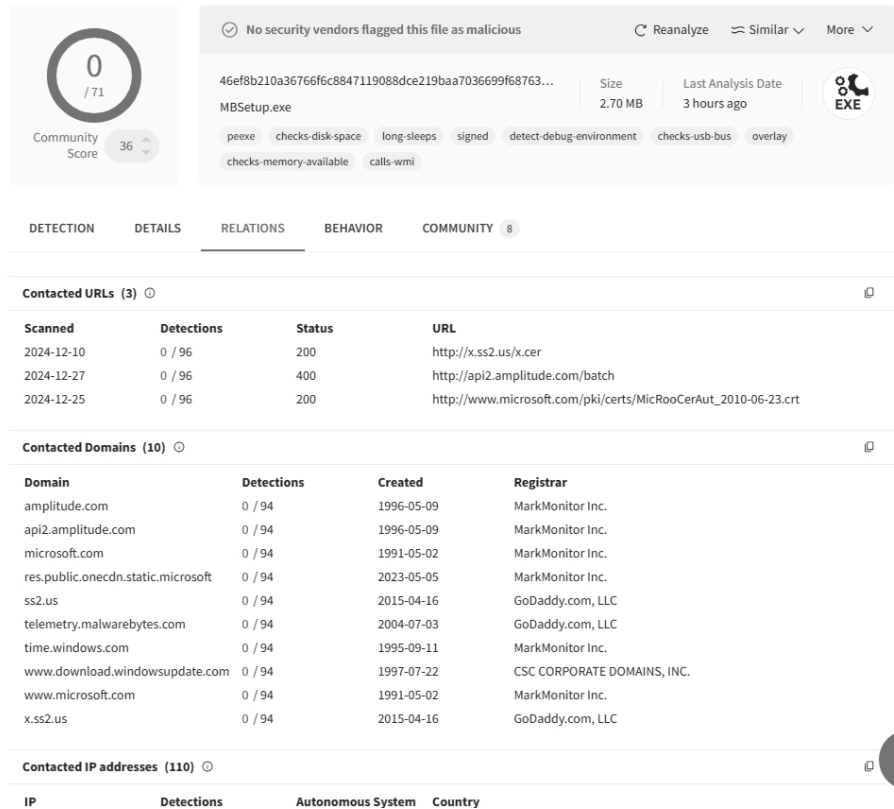 0
/ 71
Community Score 36
No security vendors flagged this file as malicious
Reanalyze Similar More
46ef8b210a36766f6c8847119088dce219baa7036699f68763...
MBSetup.exe
Size
2.70 MB
Last Analysis Date
3 hours ago
EXE
peexe checks-disk-space long-sleeps signed detect-debug-environment checks-usb-bus overlay
checks-memory-available calls-wmi
DETECTION DETAILS RELATIONS BEHAVIOR COMMUNITY 8
Contacted URLs (3)
Scanned Detections Status URL
2024-12-10 0 / 96 200 http://x.ss2.us/x.cer
2024-12-27 0 / 96 400 http://api2.amplitude.com/batch
2024-12-25 0 / 96 200 http://www.microsoft.com/pki/certs/MicRooCerAut_2010-06-23.crt
Contacted Domains (10)
Domain Detections Created Registrar
amplitude.com 0 / 94 1996-05-09 MarkMonitor Inc.
api2.amplitude.com 0 / 94 1996-05-09 MarkMonitor Inc.
microsoft.com 0 / 94 1991-05-02 MarkMonitor Inc.
res.public.onecdn.static.microsoft 0 / 94 2023-05-05 MarkMonitor Inc.
ss2.us 0 / 94 2015-04-16 GoDaddy.com, LLC
telemetry.malwarebytes.com 0 / 94 2004-07-03 GoDaddy.com, LLC
time.windows.com 0 / 94 1995-09-11 MarkMonitor Inc.
www.download.windowsupdate.com 0 / 94 1997-07-22 CSC CORPORATE DOMAINS, INC.
www.microsoft.com 0 / 94 1991-05-02 MarkMonitor Inc.
x.ss2.us 0 / 94 2015-04-16 GoDaddy.com, LLC
Contacted IP addresses (110)
IP Detections Autonomous System Country